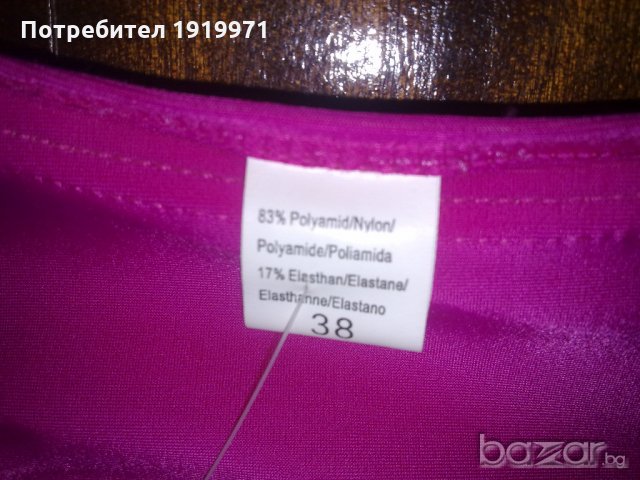 Потребител 1919971
83% Polyamid/Nylon/
Polyamide/Poliamida
17% Elasthan/Elastane/
Elasthanne/Elastano
38
bazar.bg